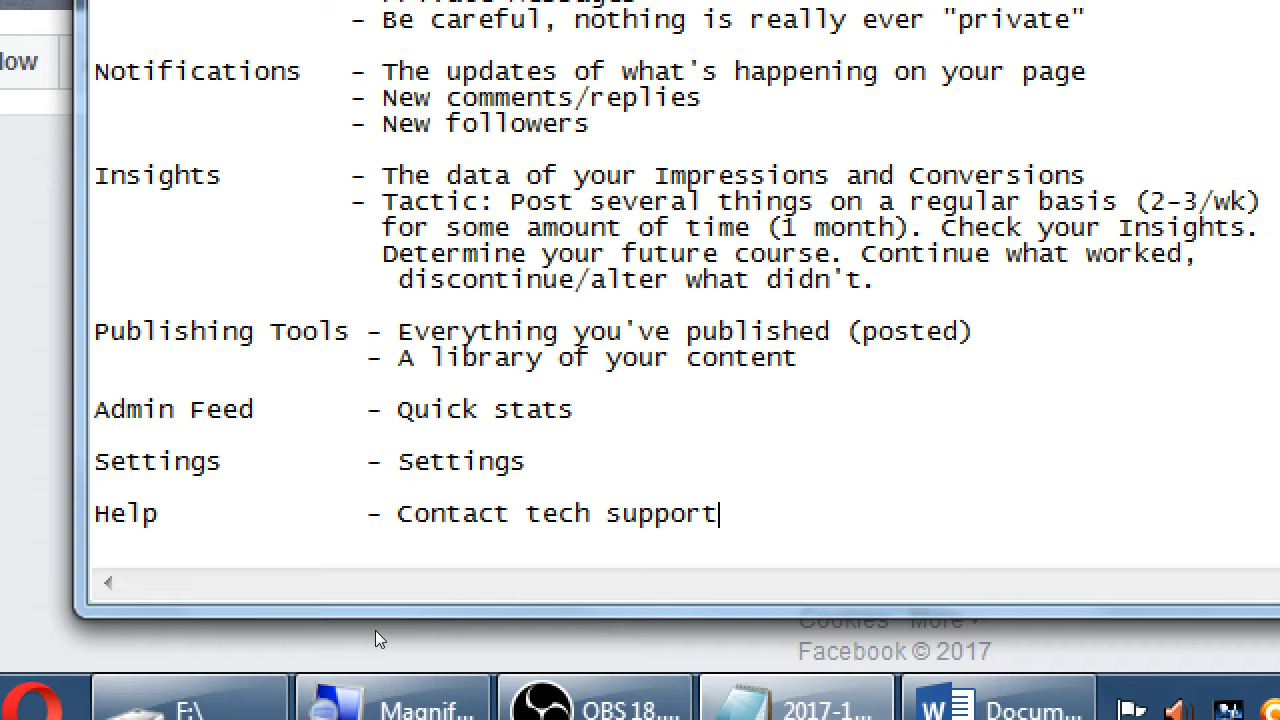 - Be careful, nothing is really ever "private"
Notifications - The updates of what's happening on your page
- New comments/replies
- New followers
Insights - The data of your Impressions and Conversions
- Tactic: Post several things on a regular basis (2-3/wk)
for some amount of time (1 month). Check your Insights.
Determine your future course. Continue what worked,
discontinue/alter what didn't.
Publishing Tools - Everything you've published (posted)
- A library of your content
Admin Feed - Quick stats
Settings - Settings
Help - Contact tech support
Cookies More
Facebook © 2017
F:\ Magnif... OBS 18.... 2017-1... Docum...